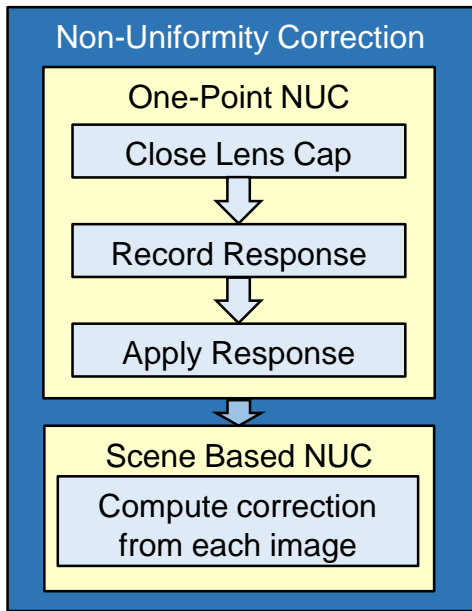 Non-Uniformity Correction
One-Point NUC
Close Lens Cap
Record Response
Apply Response
Scene Based NUC
Compute correction
from each image